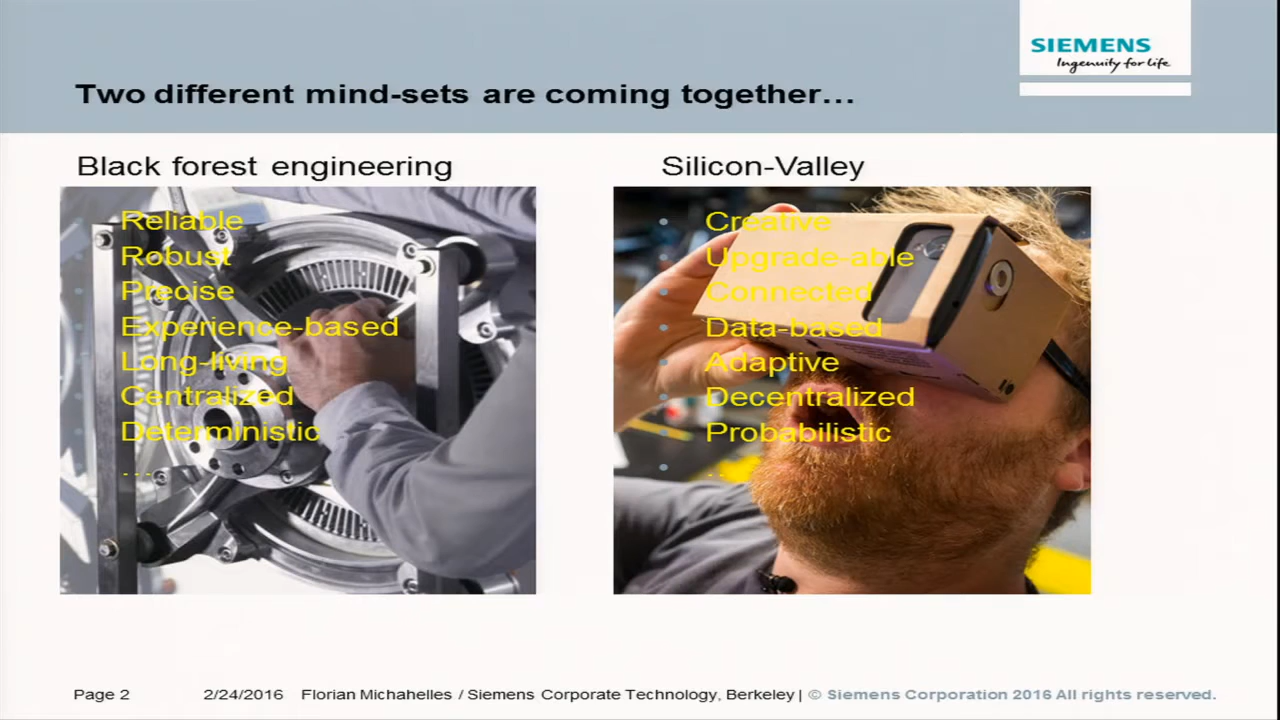 SIEMENS
Ingenuity for life
Two different mind-sets are coming together…
Black forest engineering
Reliable
Robust
Precise
Experience-based
Long-living
Centralized
Deterministic
…
Silicon-Valley
Creative
Upgrade-able
Connected
Data-based
Adaptive
Decentralized
Probabilistic
…
Page 2 2/24/2016 Florian Michahelles / Siemens Corporate Technology, Berkeley | © Siemens Corporation 2016 All rights reserved.